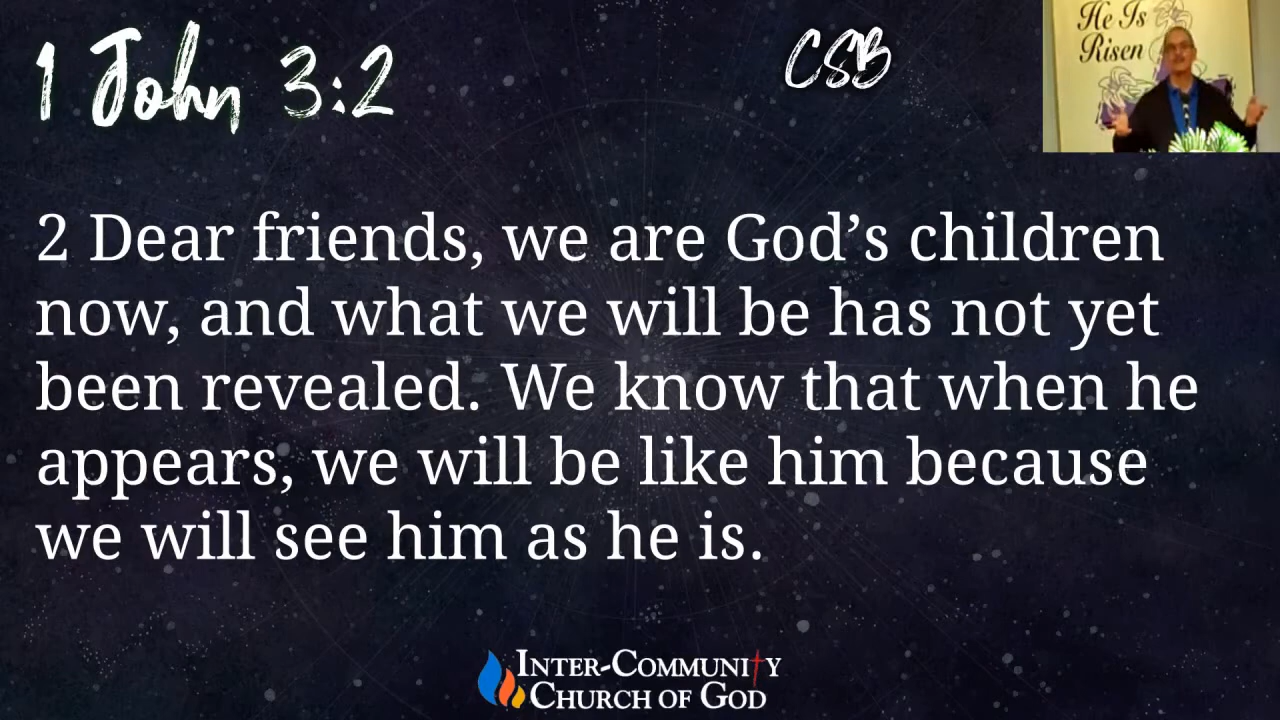 1 John 3:2
CSB
He Is
Risen
2 Dear friends, we are God’s children
now, and what we will be has not yet
been revealed. We know that when he
appears, we will be like him because
we will see him as he is.
INTER-COMMUNITY
CHURCH OF GOD